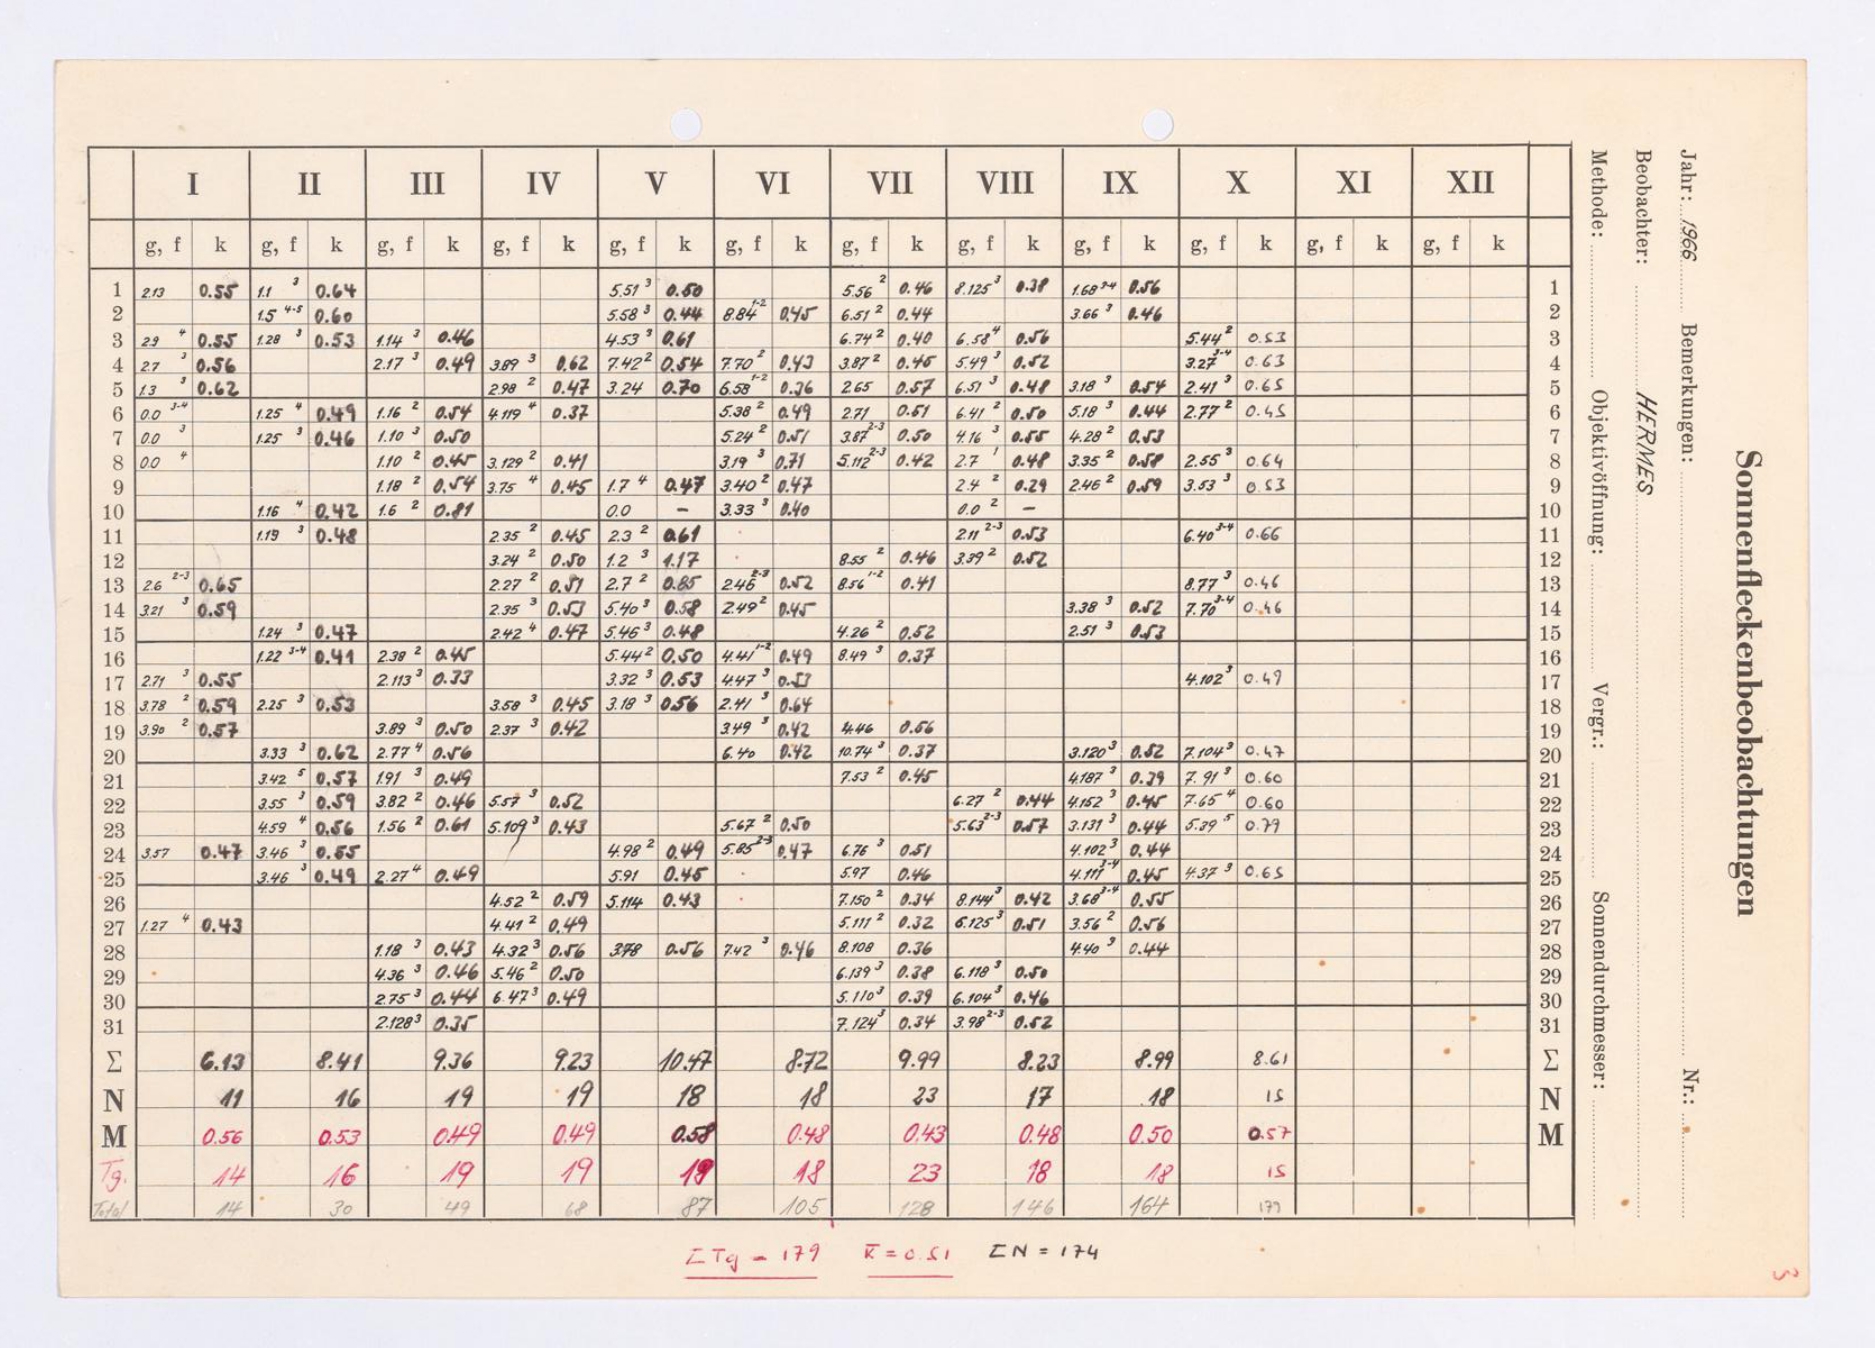 I II III IV V VI VII VIII IX X XI XII
g, f k g, f k g, f k g, f k g, f k g, f k g, f k g, f k g, f k g, f k g, f k g, f k
1 2.13 0.55 1.1 3 0.64 5.51 3 0.50 5.56 2 0.46 8.125 3 0.38 1.68 3-4 0.56 1
2 1.5 4-5 0.60 5.58 3 0.44 8.84 1-2 0.45 6.51 2 0.44 3.66 3 0.46 2
3 2.9 4 0.55 1.28 3 0.53 1.14 3 0.46 4.53 3 0.61 6.74 2 0.40 6.58 4 0.56 5.44 2 0.53 3
4 2.7 3 0.56 2.17 3 0.49 3.89 3 0.62 7.42 2 0.54 7.70 2 0.43 3.87 2 0.45 5.49 3 0.52 3.27 3-4 0.63 4
5 1.3 3 0.62 2.98 2 0.47 3.24 0.70 6.58 1-2 0.36 2.65 0.57 6.51 3 0.48 3.18 3 0.54 2.41 3 0.65 5
6 0.0 3-4 1.25 4 0.49 1.16 2 0.54 4.119 4 0.37 5.38 2 0.49 2.71 0.61 6.41 2 0.50 5.18 3 0.44 2.77 2 0.45 6
7 0.0 3 1.25 3 0.46 1.10 3 0.50 5.24 2 0.51 3.87 2-3 0.50 4.16 3 0.55 4.28 2 0.53 7
8 0.0 4 1.10 2 0.45 3.129 2 0.41 3.19 3 0.71 5.112 2-3 0.42 2.7 1 0.48 3.35 2 0.58 2.55 3 0.64 8
9 1.18 2 0.54 3.75 4 0.45 1.7 4 0.47 3.40 2 0.47 2.4 2 0.29 2.46 2 0.59 3.53 3 0.53 9
10 1.16 4 0.42 1.6 2 0.81 0.0 – 3.33 3 0.40 0.0 2 – 10
11 1.19 3 0.48 2.35 2 0.45 2.3 2 0.61 2.11 2-3 0.53 6.40 3-4 0.66 11
12 3.24 2 0.50 1.2 3 1.17 8.55 2 0.46 3.39 2 0.52 12
13 2.6 2-3 0.65 2.27 2 0.51 2.7 2 0.85 2.46 2-3 0.52 8.56 1-2 0.41 8.77 3 0.46 13
14 3.21 3 0.59 2.35 3 0.53 5.40 3 0.58 2.49 2 0.45 3.38 3 0.52 7.70 3-4 0.46 14
15 1.24 3 0.47 2.42 4 0.47 5.46 3 0.48 4.26 2 0.52 2.51 3 0.53 15
16 1.22 3-4 0.41 2.38 2 0.45 5.44 2 0.50 4.41 1-2 0.49 8.49 3 0.37 16
17 2.71 3 0.55 2.113 3 0.33 3.32 3 0.53 4.47 3 0.53 4.102 3 0.49 17
18 3.78 2 0.59 2.25 3 0.53 3.58 3 0.45 3.18 3 0.56 2.41 3 0.64 18
19 3.90 2 0.57 3.89 3 0.50 2.37 3 0.42 3.49 3 0.42 4.46 0.56 19
20 3.33 3 0.62 2.77 4 0.56 6.40 0.42 10.74 3 0.37 3.120 3 0.52 7.104 3 0.47 20
21 3.42 5 0.57 1.91 3 0.49 7.53 2 0.45 4.187 3 0.39 7.91 3 0.60 21
22 3.55 3 0.59 3.82 2 0.46 5.57 3 0.52 6.27 2 0.44 4.152 3 0.45 7.65 4 0.60 22
23 4.59 4 0.56 1.56 2 0.61 5.109 3 0.43 5.67 2 0.50 5.63 2-3 0.57 3.131 3 0.44 5.39 5 0.79 23
24 3.57 0.47 3.46 3 0.55 4.98 2 0.49 5.85 2-3 0.47 6.76 3 0.51 4.102 3 0.44 24
25 3.46 3 0.49 2.27 4 0.49 5.91 0.45 5.97 0.46 4.111 3-4 0.45 4.37 3 0.65 25
26 4.52 2 0.59 5.114 0.43 7.150 2 0.34 8.144 3 0.42 3.68 3-4 0.55 26
27 1.27 4 0.43 4.41 2 0.49 5.111 2 0.32 6.125 3 0.51 3.56 2 0.56 27
28 1.18 3 0.43 4.32 3 0.56 3.78 0.56 7.42 3 0.46 8.108 0.36 4.40 3 0.44 28
29 4.36 3 0.46 5.46 2 0.50 6.139 3 0.38 6.118 3 0.50 29
30 2.75 3 0.44 6.47 3 0.49 5.110 3 0.39 6.104 3 0.46 30
31 2.128 3 0.35 7.124 3 0.34 3.98 2-3 0.52 31
Σ 6.13 8.41 9.36 9.23 10.47 8.72 9.99 8.23 8.99 8.61 Σ
N 11 16 19 19 18 18 23 17 18 15 N
M 0.56 0.53 0.49 0.49 0.58 0.48 0.43 0.48 0.50 0.57 M
Tg. 14 16 19 19 19 18 23 18 18 15
Total 14 30 49 68 87 105 128 146 164 179
ΣTg = 179 k̅ = 0.51 ΣN = 174
Sonnenfleckenbeobachtungen
Jahr: 1966 Bemerkungen: Nr.:
Beobachter: HERMES
Methode: Objektivöffnung: Vergr.: Sonnendurchmesser: